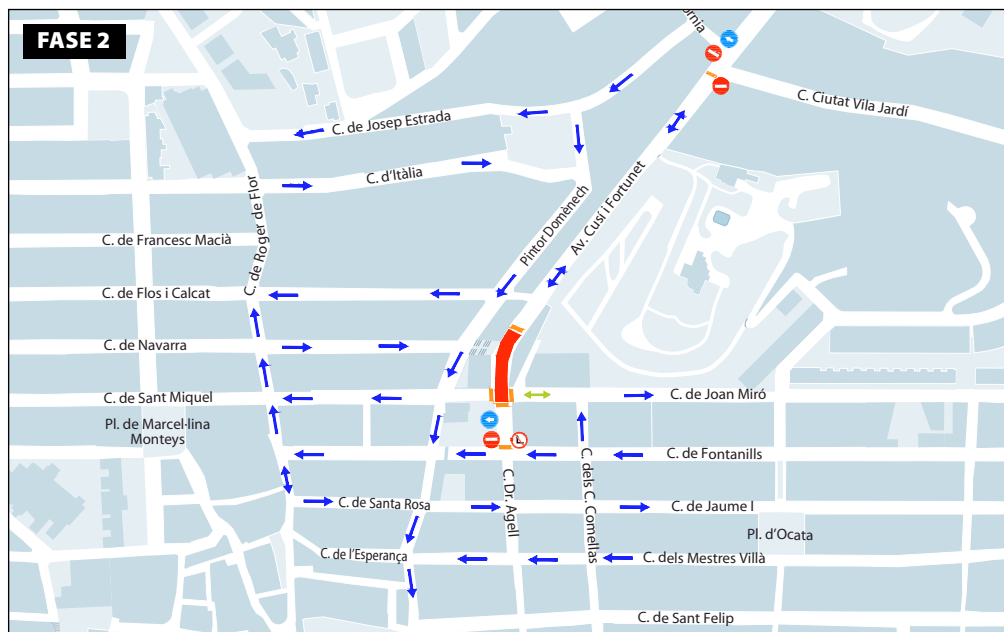 FASE 2
ornia
C. Ciutat Vila Jardí
C. de Josep Estrada
C. d'Itàlia
C. de Roger de Flor
Pintor Domènech
Av. Cusí i Fortunet
C. de Francesc Macià
C. de Flos i Calcat
C. de Navarra
C. de Sant Miquel
C. de Joan Miró
Pl. de Marcel·lina
Monteys
C. de Fontanills
C. Dr. Agell
C. dels C. Comellas
C. de Santa Rosa
C. de Jaume I
Pl. d'Ocata
C. de l'Esperança
C. dels Mestres Villà
C. de Sant Felip